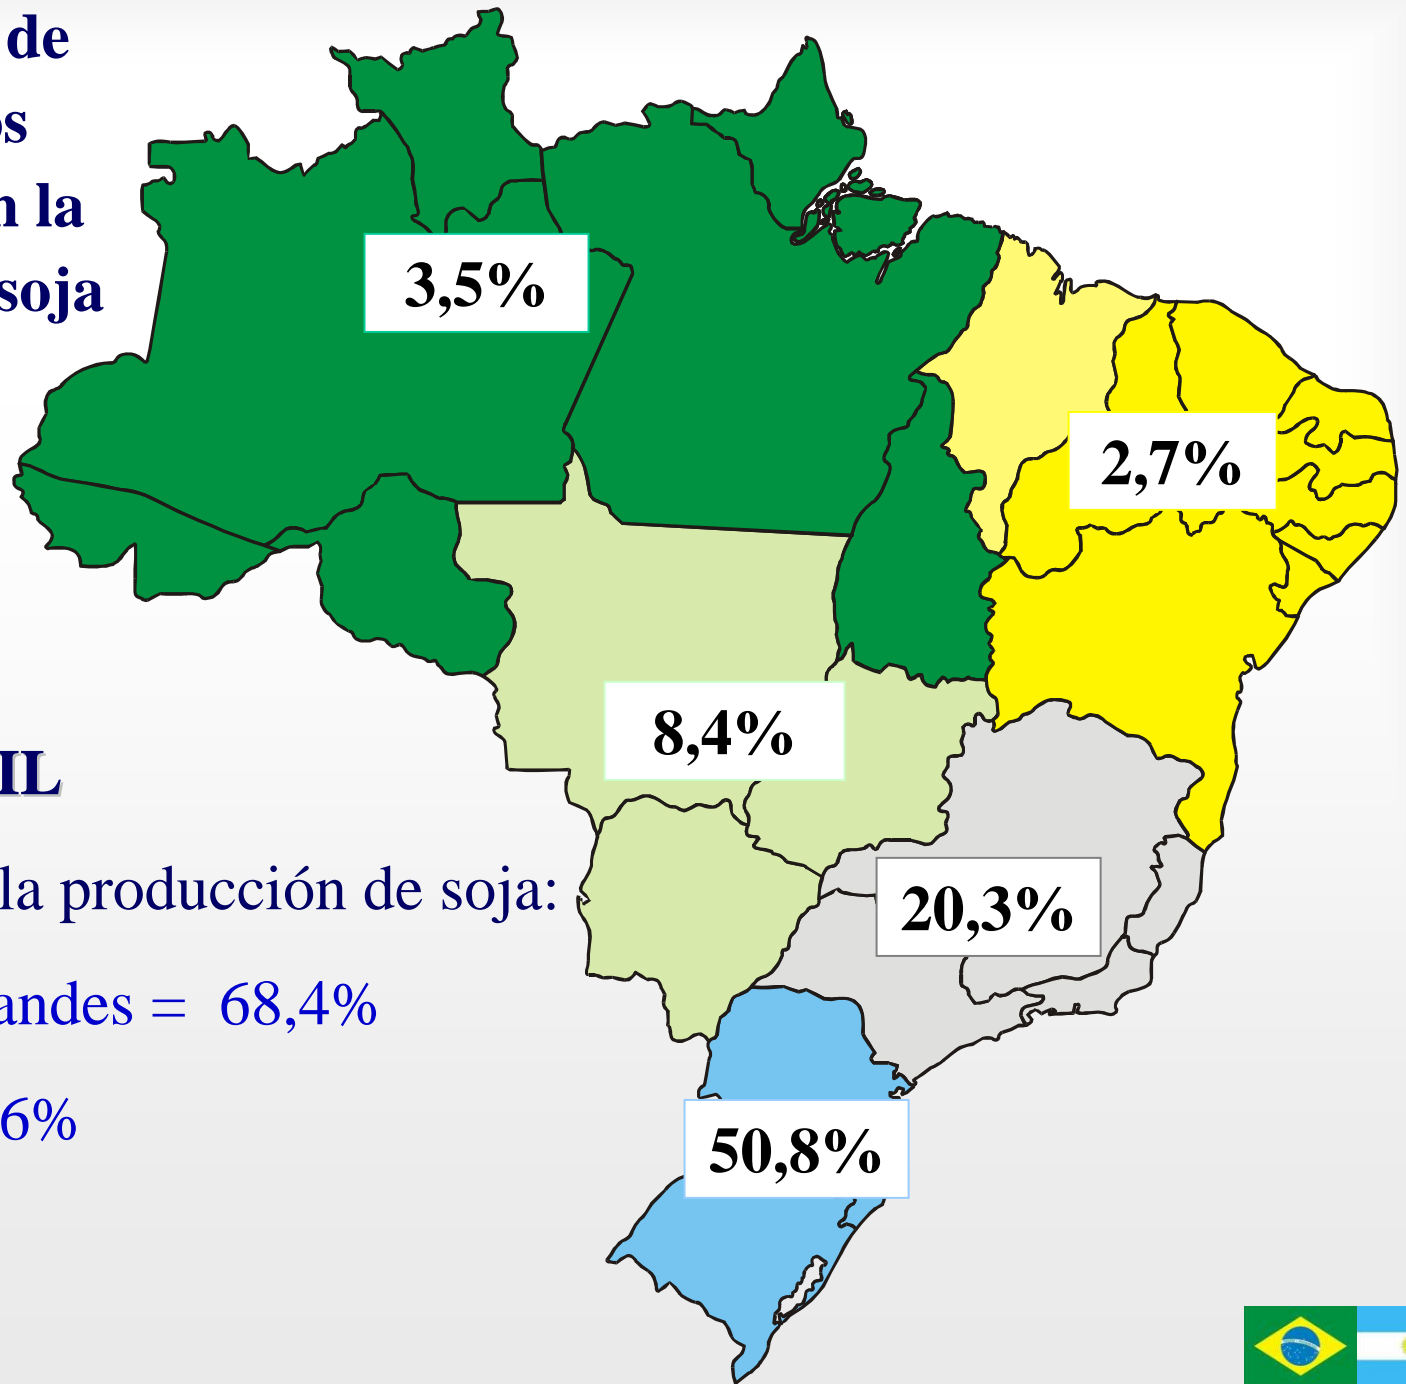 de
os
la
soja
3,5%
2,7%
8,4%
IL
20,3%
la producción de soja:
andes = 68,4%
6%
50,8%